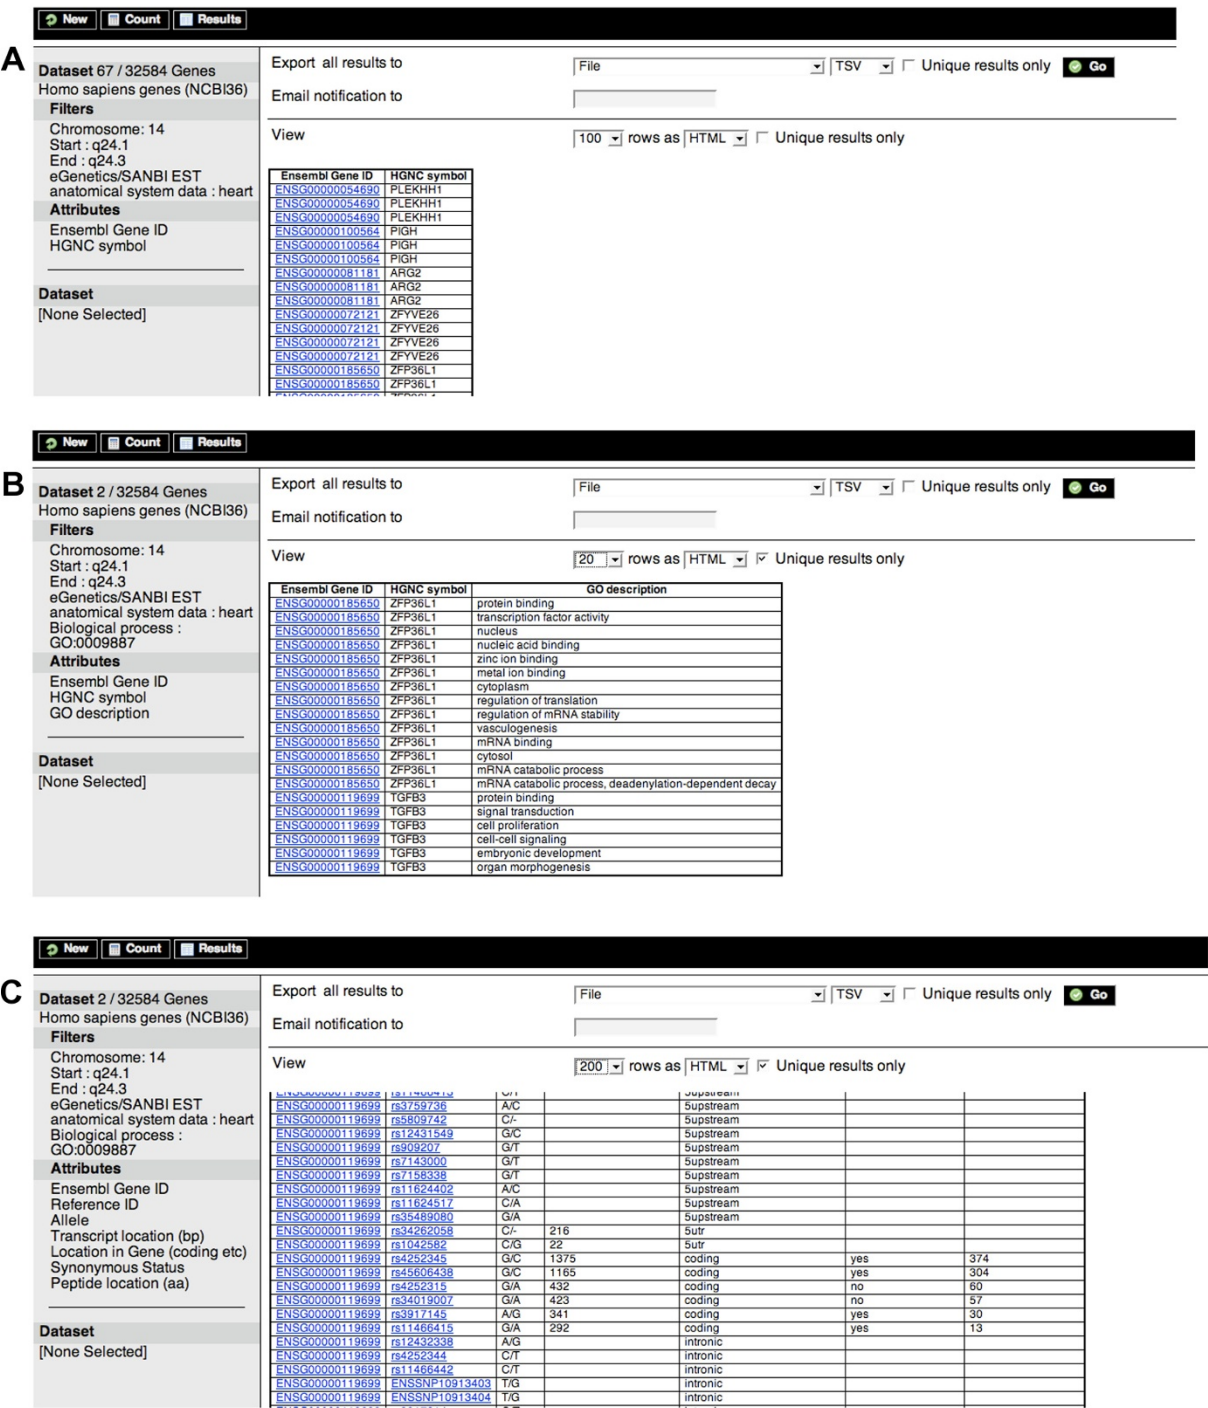 New Count Results
A
Dataset 67 / 32584 Genes
Homo sapiens genes (NCBI36)
Filters
Chromosome: 14
Start : q24.1
End : q24.3
eGenetics/SANBI EST
anatomical system data : heart
Attributes
Ensembl Gene ID
HGNC symbol
Dataset
[None Selected]
Export all results to File TSV Unique results only Go
Email notification to
View 100 rows as HTML Unique results only
Ensembl Gene ID HGNC symbol
ENSG00000054690 PLEKHH1
ENSG00000054690 PLEKHH1
ENSG00000054690 PLEKHH1
ENSG00000100564 PIGH
ENSG00000100564 PIGH
ENSG00000100564 PIGH
ENSG00000081181 ARG2
ENSG00000081181 ARG2
ENSG00000081181 ARG2
ENSG00000072121 ZFYVE26
ENSG00000072121 ZFYVE26
ENSG00000072121 ZFYVE26
ENSG00000072121 ZFYVE26
ENSG00000185650 ZFP36L1
ENSG00000185650 ZFP36L1
New Count Results
B
Dataset 2 / 32584 Genes
Homo sapiens genes (NCBI36)
Filters
Chromosome: 14
Start : q24.1
End : q24.3
eGenetics/SANBI EST
anatomical system data : heart
Biological process :
GO:0009887
Attributes
Ensembl Gene ID
HGNC symbol
GO description
Dataset
[None Selected]
Export all results to File TSV Unique results only Go
Email notification to
View 20 rows as HTML Unique results only
Ensembl Gene ID HGNC symbol GO description
ENSG00000185650 ZFP36L1 protein binding
ENSG00000185650 ZFP36L1 transcription factor activity
ENSG00000185650 ZFP36L1 nucleus
ENSG00000185650 ZFP36L1 nucleic acid binding
ENSG00000185650 ZFP36L1 zinc ion binding
ENSG00000185650 ZFP36L1 metal ion binding
ENSG00000185650 ZFP36L1 cytoplasm
ENSG00000185650 ZFP36L1 regulation of translation
ENSG00000185650 ZFP36L1 regulation of mRNA stability
ENSG00000185650 ZFP36L1 vasculogenesis
ENSG00000185650 ZFP36L1 mRNA binding
ENSG00000185650 ZFP36L1 cytosol
ENSG00000185650 ZFP36L1 mRNA catabolic process
ENSG00000185650 ZFP36L1 mRNA catabolic process, deadenylation-dependent decay
ENSG00000119699 TGFB3 protein binding
ENSG00000119699 TGFB3 signal transduction
ENSG00000119699 TGFB3 cell proliferation
ENSG00000119699 TGFB3 cell-cell signaling
ENSG00000119699 TGFB3 embryonic development
ENSG00000119699 TGFB3 organ morphogenesis
New Count Results
C
Dataset 2 / 32584 Genes
Homo sapiens genes (NCBI36)
Filters
Chromosome: 14
Start : q24.1
End : q24.3
eGenetics/SANBI EST
anatomical system data : heart
Biological process :
GO:0009887
Attributes
Ensembl Gene ID
Reference ID
Allele
Transcript location (bp)
Location in Gene (coding etc)
Synonymous Status
Peptide location (aa)
Dataset
[None Selected]
Export all results to File TSV Unique results only Go
Email notification to
View 200 rows as HTML Unique results only
ENSG00000119699 rs3759736 A/C 5upstream
ENSG00000119699 rs5809742 C/- 5upstream
ENSG00000119699 rs12431549 G/C 5upstream
ENSG00000119699 rs909207 G/T 5upstream
ENSG00000119699 rs7143000 G/T 5upstream
ENSG00000119699 rs7158338 G/T 5upstream
ENSG00000119699 rs11624402 A/C 5upstream
ENSG00000119699 rs11624517 C/A 5upstream
ENSG00000119699 rs35489080 G/A 5upstream
ENSG00000119699 rs34262058 C/- 216 5utr
ENSG00000119699 rs1042582 C/G 22 5utr
ENSG00000119699 rs4252345 G/C 1375 coding yes 374
ENSG00000119699 rs45606438 G/C 1165 coding yes 304
ENSG00000119699 rs4252315 G/A 432 coding no 60
ENSG00000119699 rs34019007 G/A 423 coding no 57
ENSG00000119699 rs3917145 A/G 341 coding yes 30
ENSG00000119699 rs11466415 G/A 292 coding yes 13
ENSG00000119699 rs12432338 A/G intronic
ENSG00000119699 rs4252344 C/T intronic
ENSG00000119699 rs11466442 C/T intronic
ENSG00000119699 ENSSNP10913403 T/G intronic
ENSG00000119699 ENSSNP10913404 T/G intronic